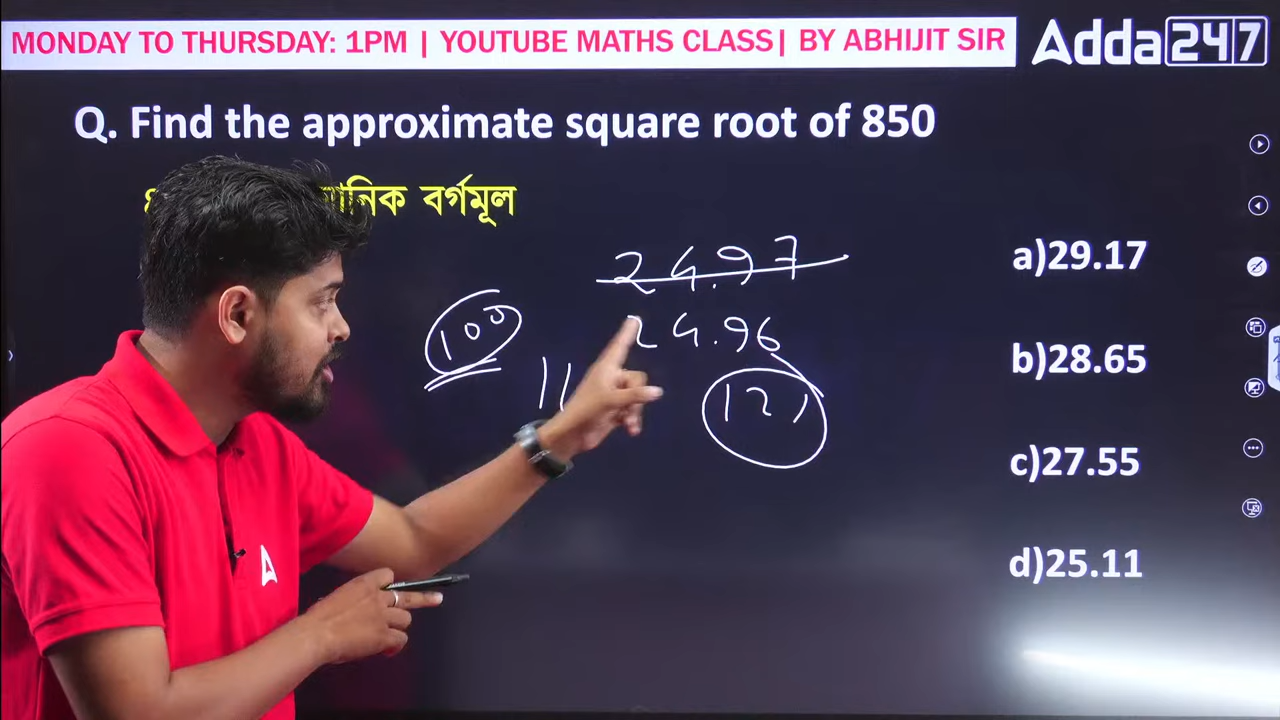 MONDAY TO THURSDAY: 1PM | YOUTUBE MATHS CLASS| BY ABHIJIT SIR
Adda247
Q. Find the approximate square root of 850
বর্গমূল
24.97
24.96
100
11
121
a)29.17
b)28.65
c)27.55
d)25.11
A